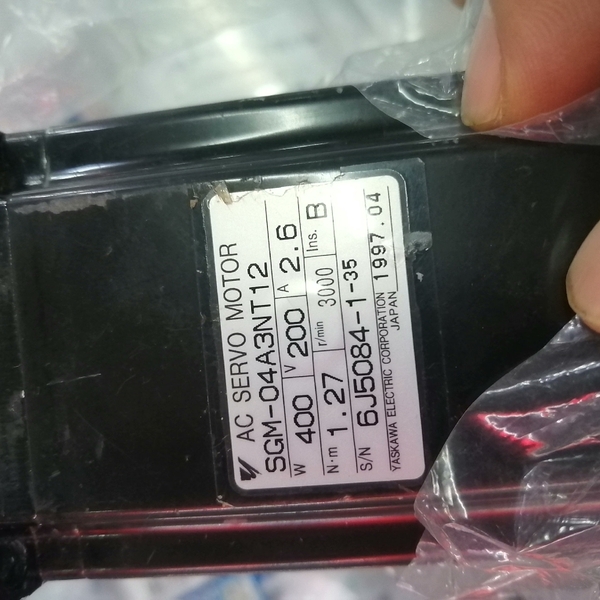 AC SERVO MOTOR
SGM-04A3NT12
W 400 V 200 A 2.6
N·m 1.27 r/min 3000 Ins. B
S/N 6J5084-1-35
YASKAWA ELECTRIC CORPORATION 1997.04
JAPAN